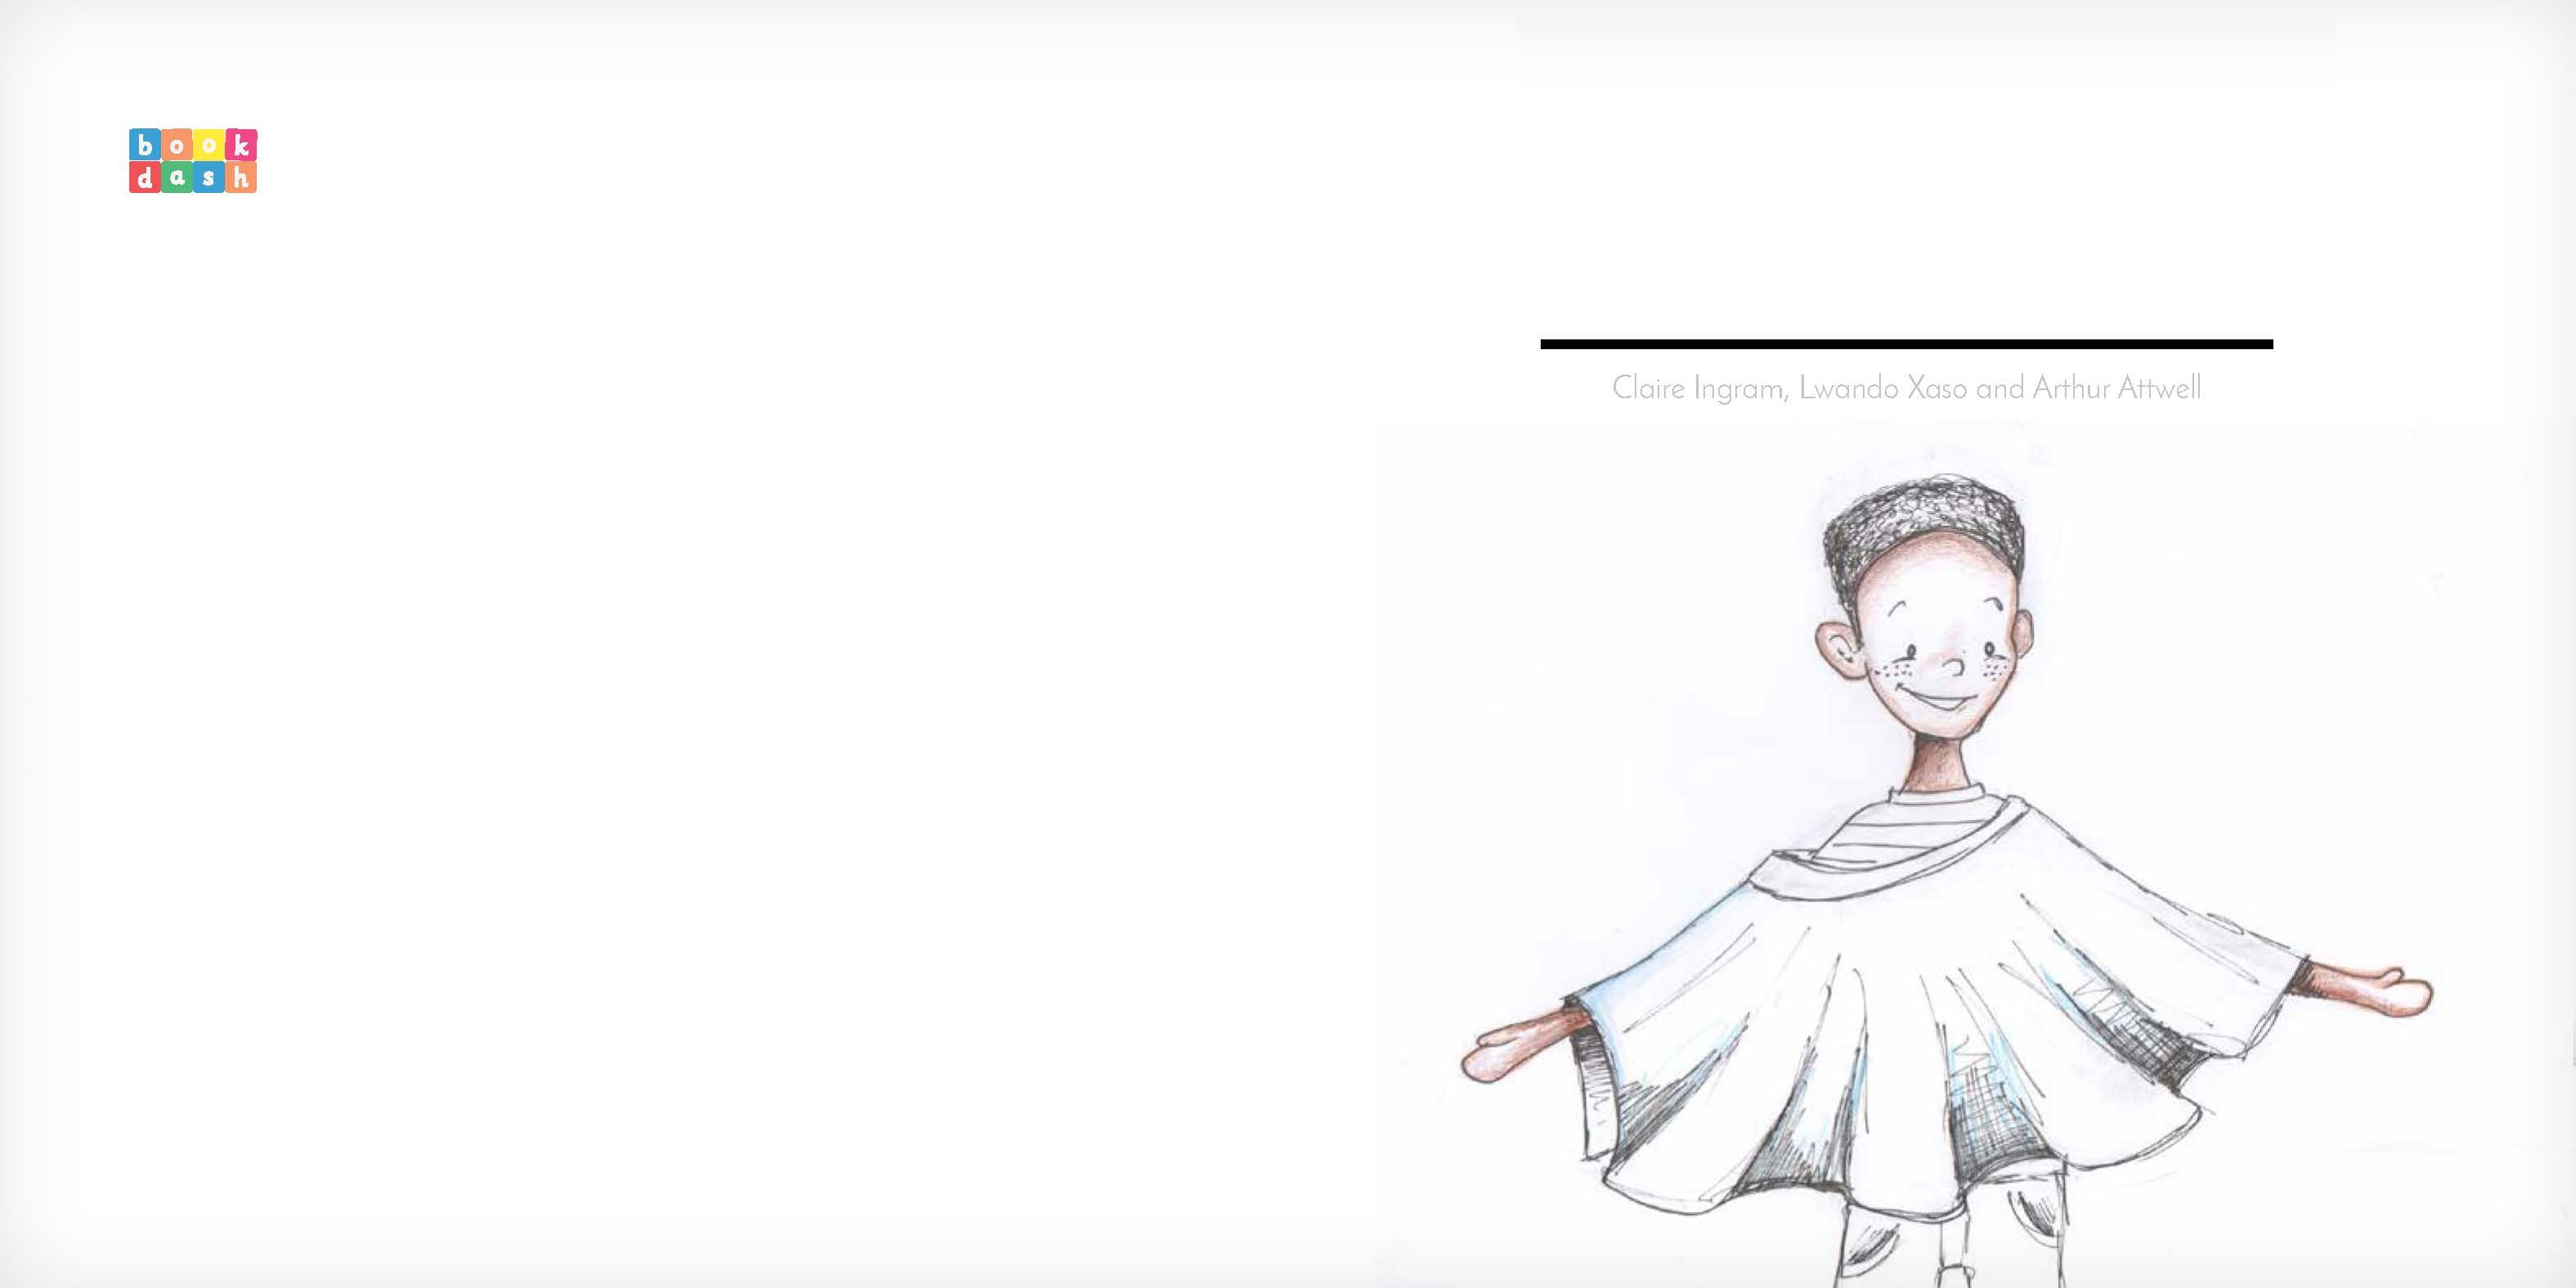 book
dash
Claire Ingram, Lwando Xaso and Arthur Attwell